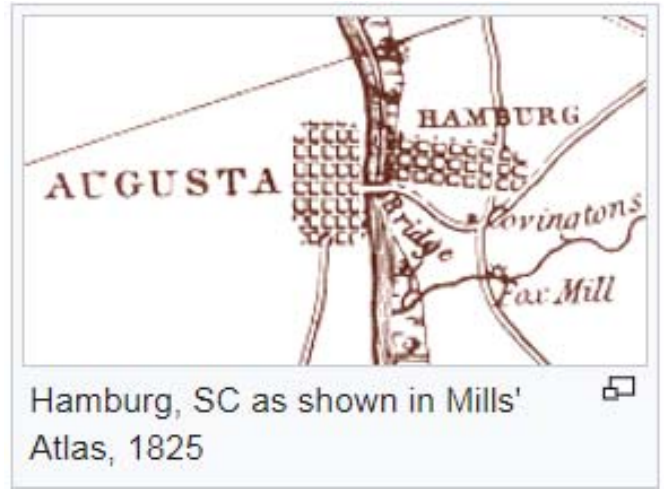 HAMBURG
AUGUSTA
Bridge
Covingtons
Fox Mill
Hamburg, SC as shown in Mills'
Atlas, 1825